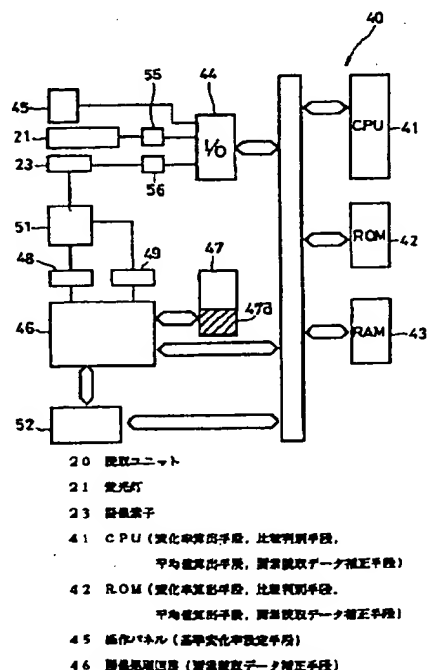 40
55
44
45
CPU
41
21
I/O
23
56
51
ROM
42
47
48
49
47a
46
RAM
43
52
20 読取ユニット
21 蛍光灯
23 撮像素子
41 CPU(変化率算出手段,比較判別手段,
平均値算出手段,画素読取データ補正手段)
42 ROM(変化率算出手段,比較判別手段,
平均値算出手段,画素読取データ補正手段)
45 操作パネル(基準変化率設定手段)
46 画像処理回路(画素読取データ補正手段)